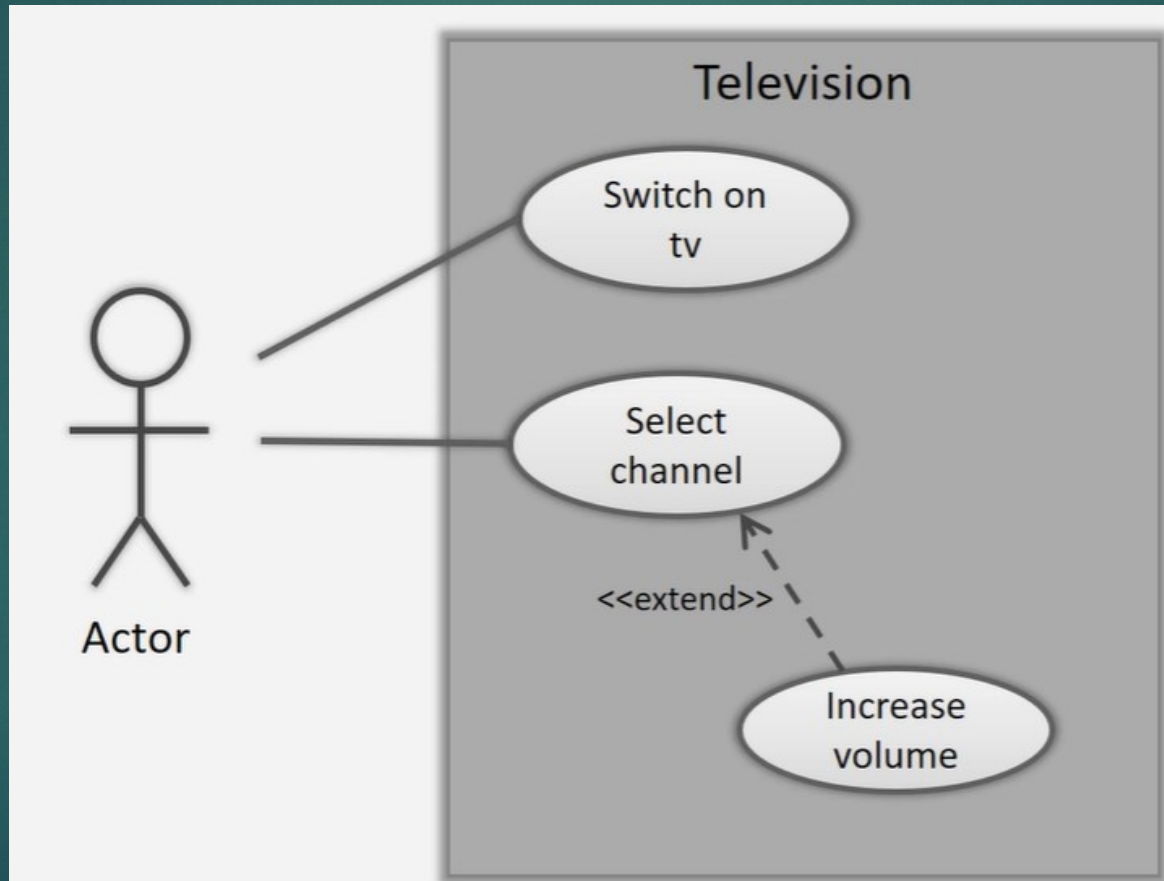 Television
Switch on
tv
Select
channel
<<extend>>
Actor
Increase
volume